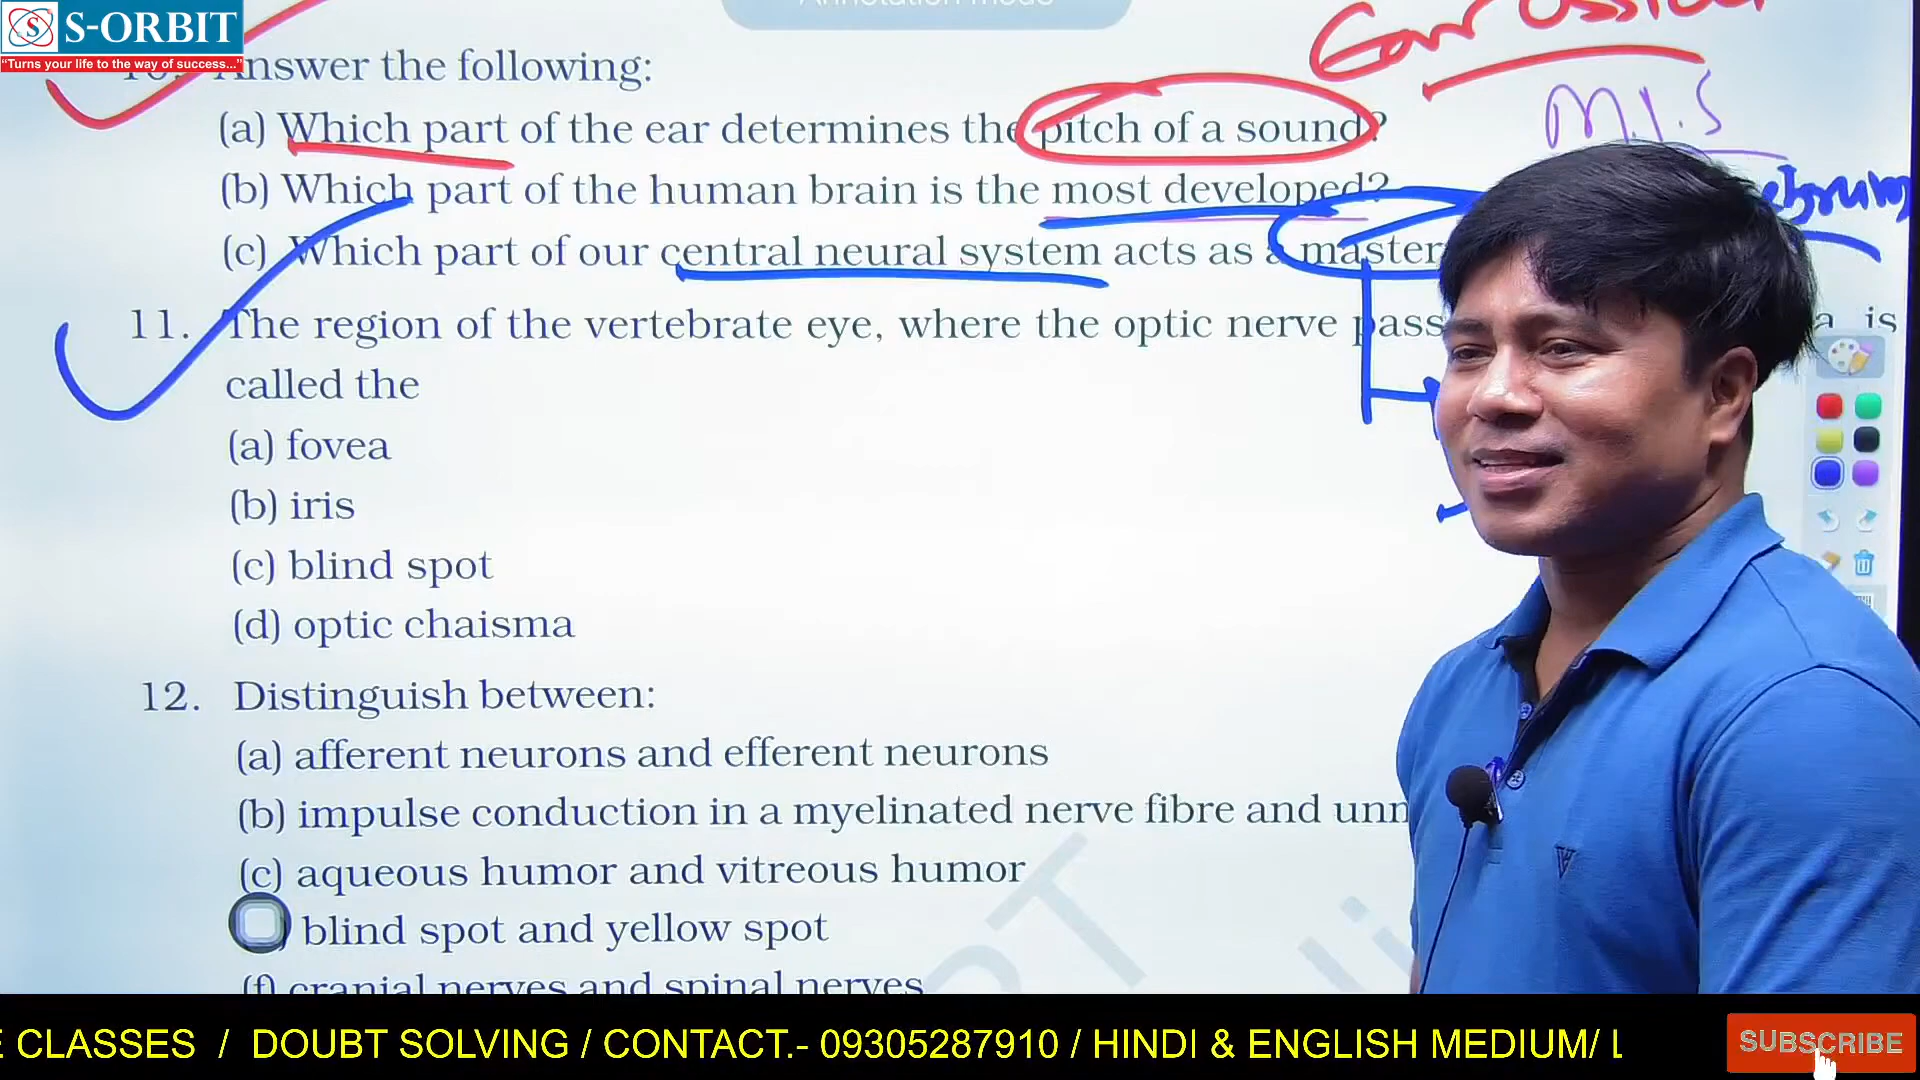 S-ORBIT
"Turns your life to the way of success..."
Annotation mode
10. Answer the following:
(a) Which part of the ear determines the pitch of a sound?
M.I.S
(b) Which part of the human brain is the most developed?
(c) Which part of our central neural system acts as a master
11. The region of the vertebrate eye, where the optic nerve pass a is
called the
(a) fovea
(b) iris
(c) blind spot
(d) optic chaisma
12. Distinguish between:
(a) afferent neurons and efferent neurons
(b) impulse conduction in a myelinated nerve fibre and unn
(c) aqueous humor and vitreous humor
) blind spot and yellow spot
(f) cranial nerves and spinal nerves
E CLASSES / DOUBT SOLVING / CONTACT.- 09305287910 / HINDI & ENGLISH MEDIUM/ L
SUBSCRIBE